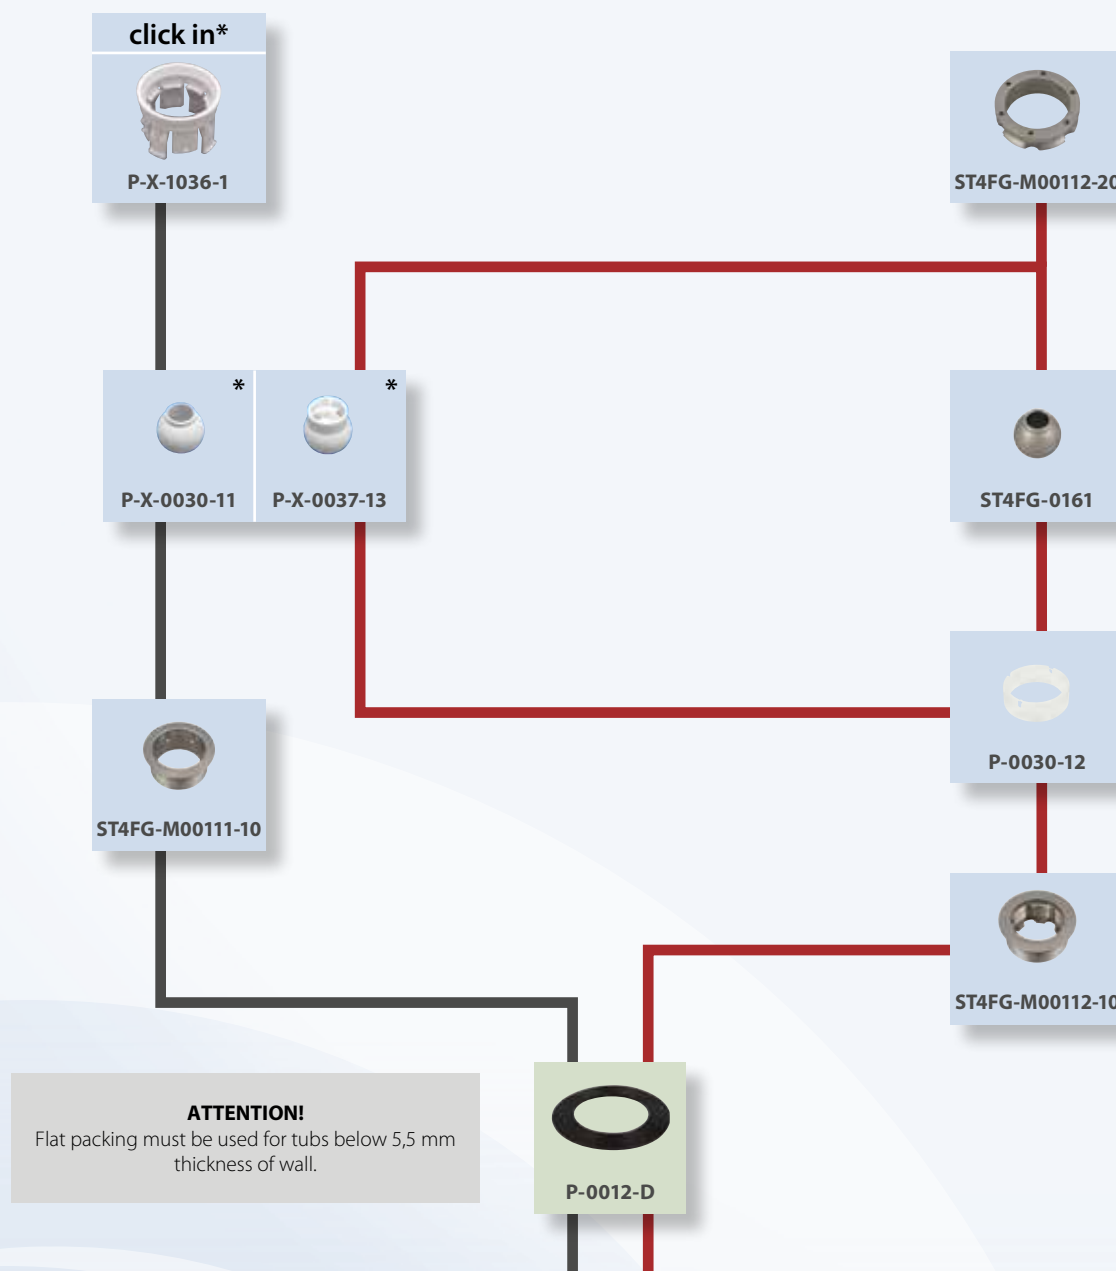 click in*
P-X-1036-1
ST4FG-M00112-20
*
*
P-X-0030-11
P-X-0037-13
ST4FG-0161
P-0030-12
ST4FG-M00111-10
ST4FG-M00112-10
ATTENTION!
Flat packing must be used for tubs below 5,5 mm
thickness of wall.
P-0012-D